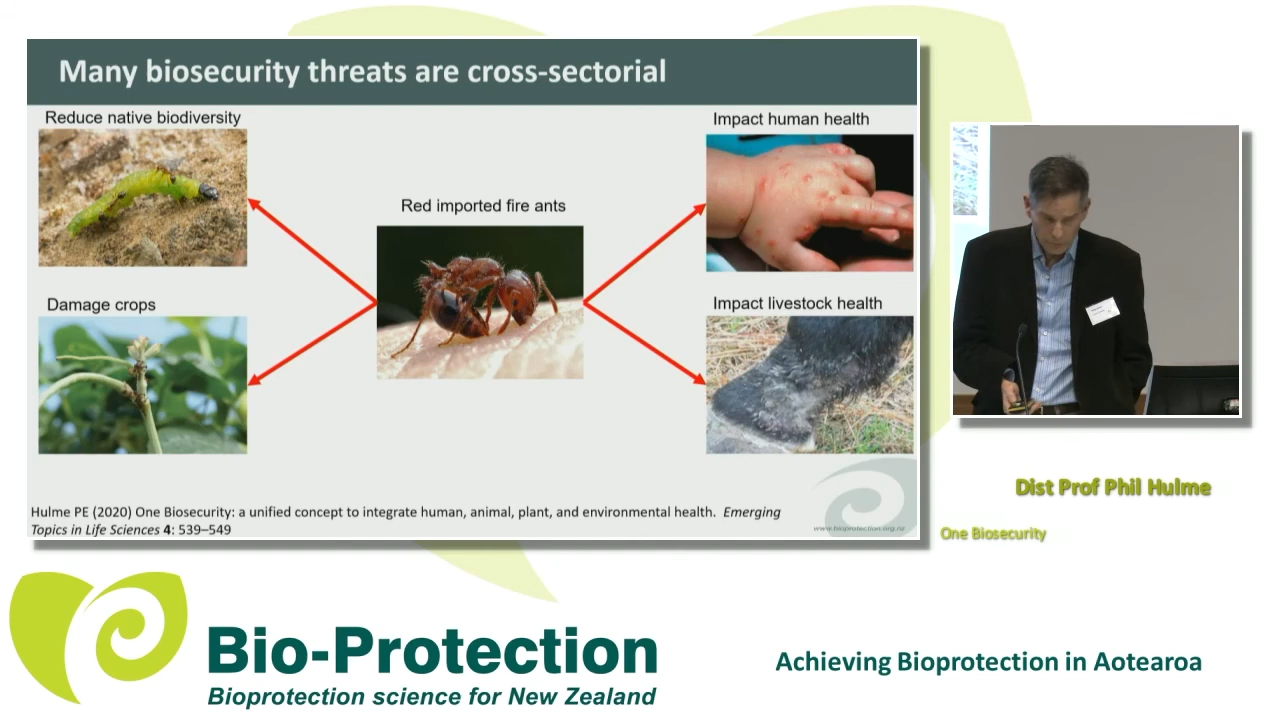 Many biosecurity threats are cross-sectorial
Reduce native biodiversity
Impact human health
Red imported fire ants
Damage crops
Impact livestock health
Hulme PE (2020) One Biosecurity: a unified concept to integrate human, animal, plant, and environmental health. Emerging
Topics in Life Sciences 4: 539–549
www.bioprotection.org.nz
Dist Prof Phil Hulme
One Biosecurity
Bio-Protection
Bioprotection science for New Zealand
Achieving Bioprotection in Aotearoa